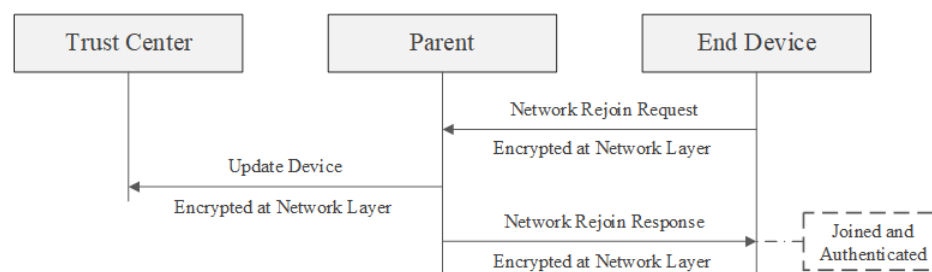 Trust Center
Parent
End Device
Network Rejoin Request
Encrypted at Network Layer
Update Device
Encrypted at Network Layer
Network Rejoin Response
Encrypted at Network Layer
Joined and
Authenticated